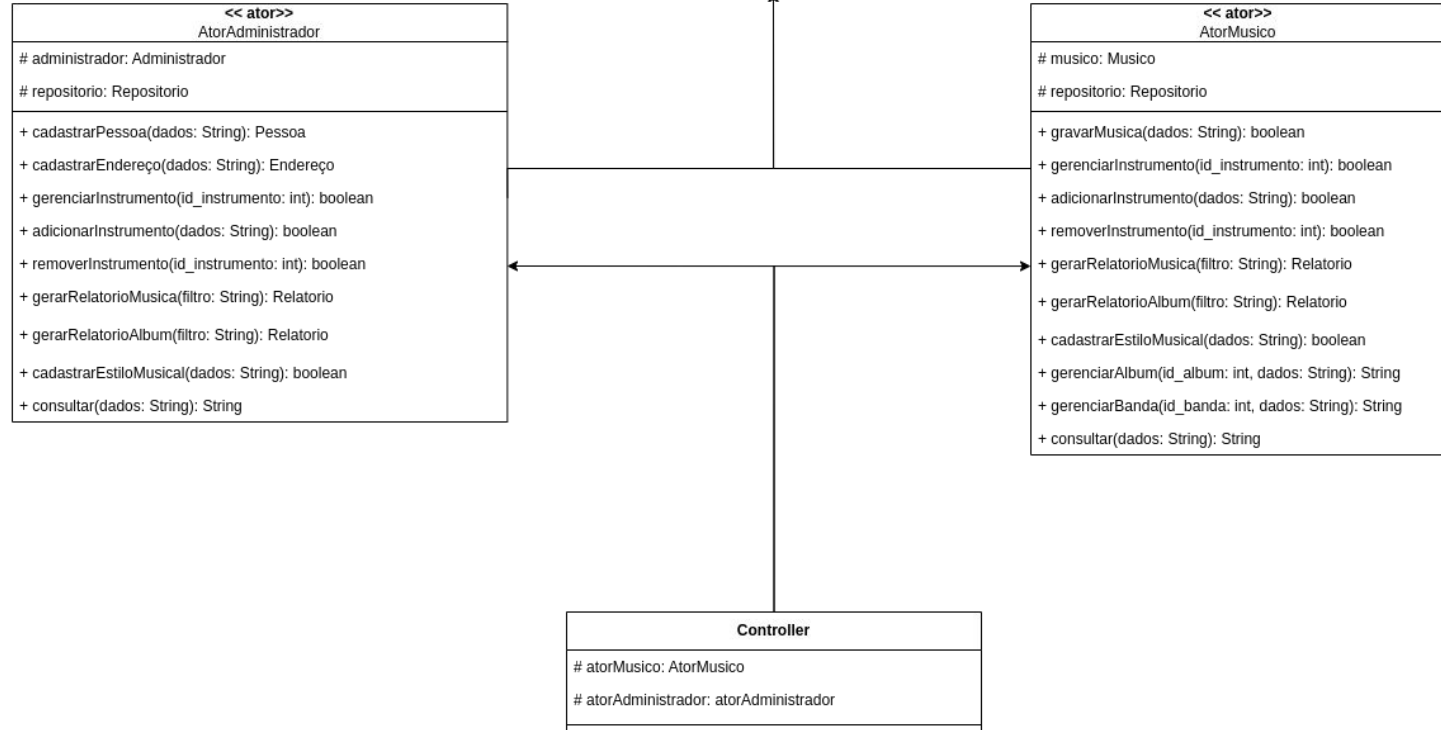 << ator>>
AtorAdministrador
# administrador: Administrador
# repositorio: Repositorio
+ cadastrarPessoa(dados: String): Pessoa
+ cadastrarEndereço(dados: String): Endereço
+ gerenciarInstrumento(id_instrumento: int): boolean
+ adicionarInstrumento(dados: String): boolean
+ removerInstrumento(id_instrumento: int): boolean
+ gerarRelatorioMusica(filtro: String): Relatorio
+ gerarRelatorioAlbum(filtro: String): Relatorio
+ cadastrarEstiloMusical(dados: String): boolean
+ consultar(dados: String): String
<< ator>>
AtorMusico
# musico: Musico
# repositorio: Repositorio
+ gravarMusica(dados: String): boolean
+ gerenciarInstrumento(id_instrumento: int): boolean
+ adicionarInstrumento(dados: String): boolean
+ removerInstrumento(id_instrumento: int): boolean
+ gerarRelatorioMusica(filtro: String): Relatorio
+ gerarRelatorioAlbum(filtro: String): Relatorio
+ cadastrarEstiloMusical(dados: String): boolean
+ gerenciarAlbum(id_album: int, dados: String): String
+ gerenciarBanda(id_banda: int, dados: String): String
+ consultar(dados: String): String
Controller
# atorMusico: AtorMusico
# atorAdministrador: atorAdministrador